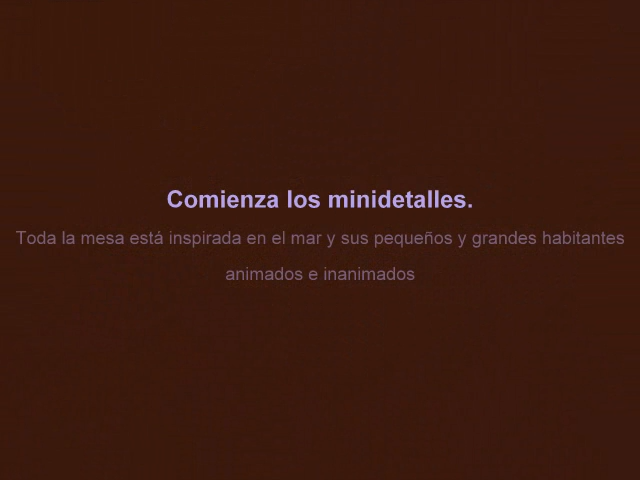 Comienza los minidetalles.
Toda la mesa está inspirada en el mar y sus pequeños y grandes habitantes
animados e inanimados